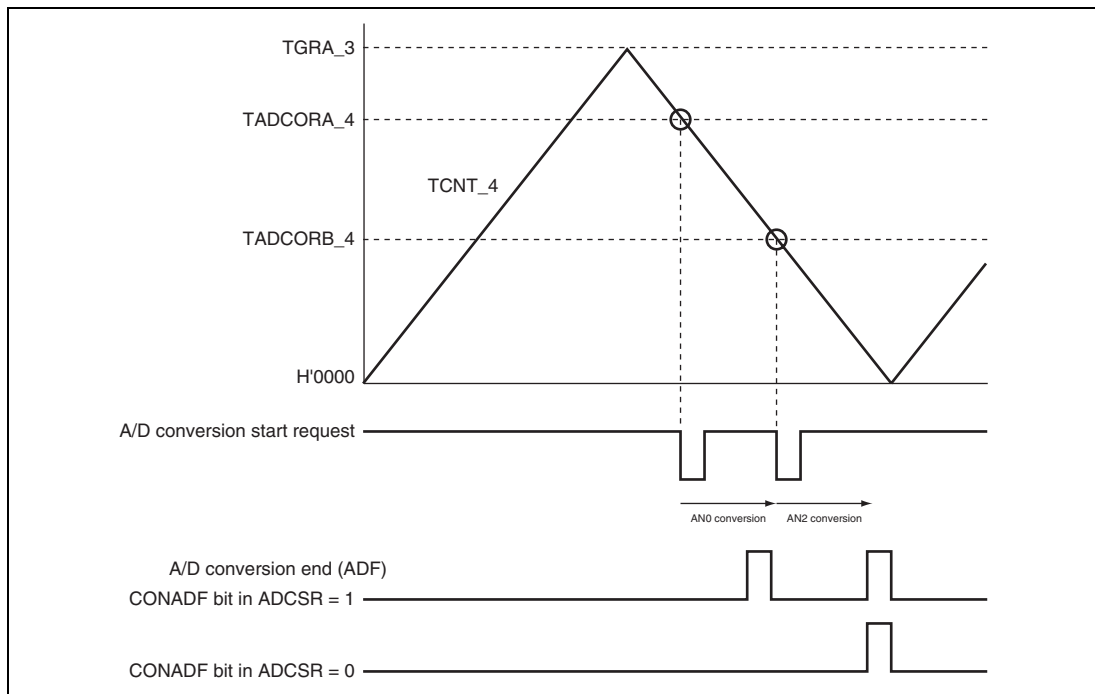 TGRA_3
TADCORA_4
TCNT_4
TADCORB_4
H'0000
A/D conversion start request
AN0 conversion
AN2 conversion
A/D conversion end (ADF)
CONADF bit in ADCSR = 1
CONADF bit in ADCSR = 0